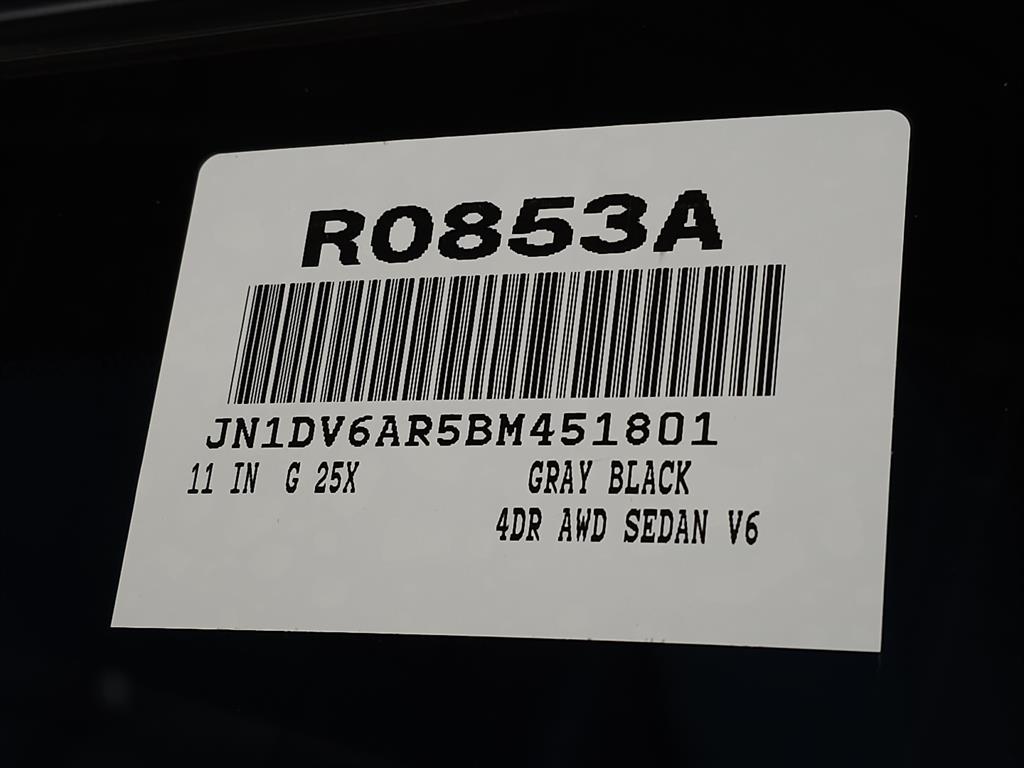 R0853A
JN1DV6AR5BM451801
11 IN G 25X GRAY BLACK
4DR AWD SEDAN V6